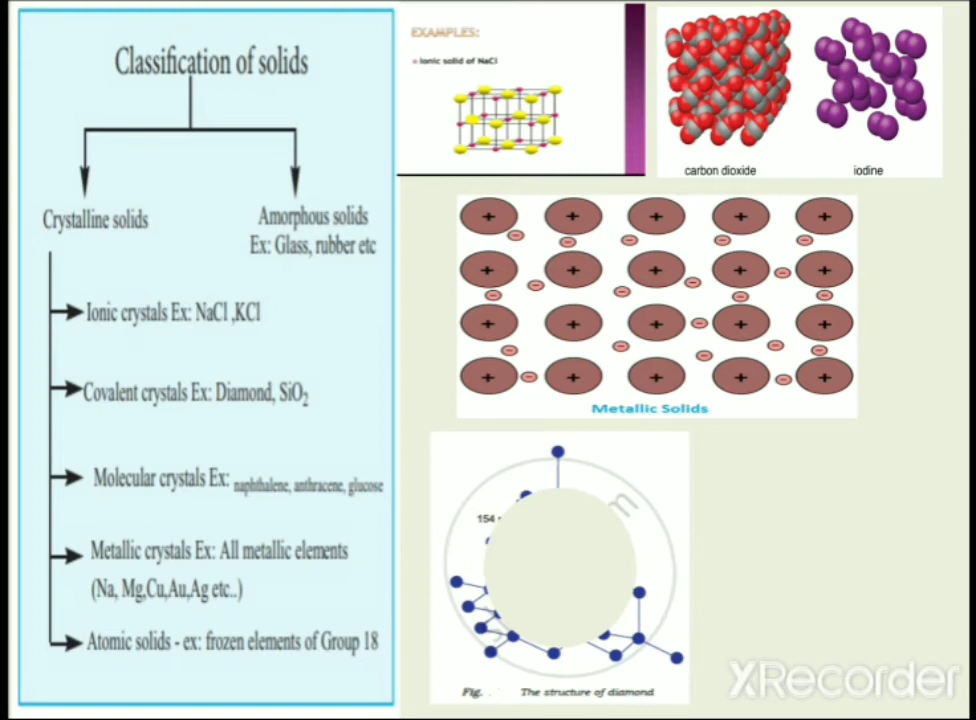 Classification of solids
Crystalline solids
Amorphous solids
Ex: Glass, rubber etc
Ionic crystals Ex: NaCl ,KCl
Covalent crystals Ex: Diamond, SiO₂
Molecular crystals Ex: naphthalene, anthracene, glucose
Metallic crystals Ex: All metallic elements
(Na, Mg,Cu,Au,Ag etc..)
Atomic solids - ex: frozen elements of Group 18
EXAMPLES:
Ionic solid of NaCl
carbon dioxide
iodine
Metallic Solids
154
Fig. The structure of diamond
XRecorder